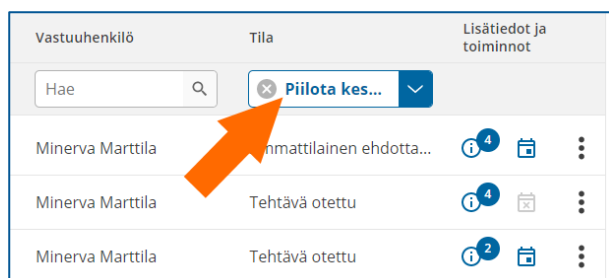 Vastuuhenkilö Tila Lisätiedot ja
toiminnot
Hae Piilota kes...
Minerva Marttila mmattilainen ehdotta... 4
Minerva Marttila Tehtävä otettu 4
Minerva Marttila Tehtävä otettu 2